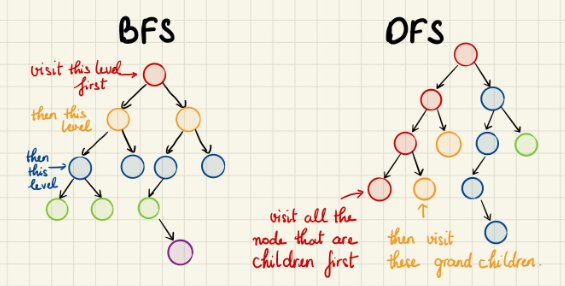 BFS
DFS
visit this level
first
then this
level
then
this
level
visit all the
node that are
children first
then visit
these grand children.